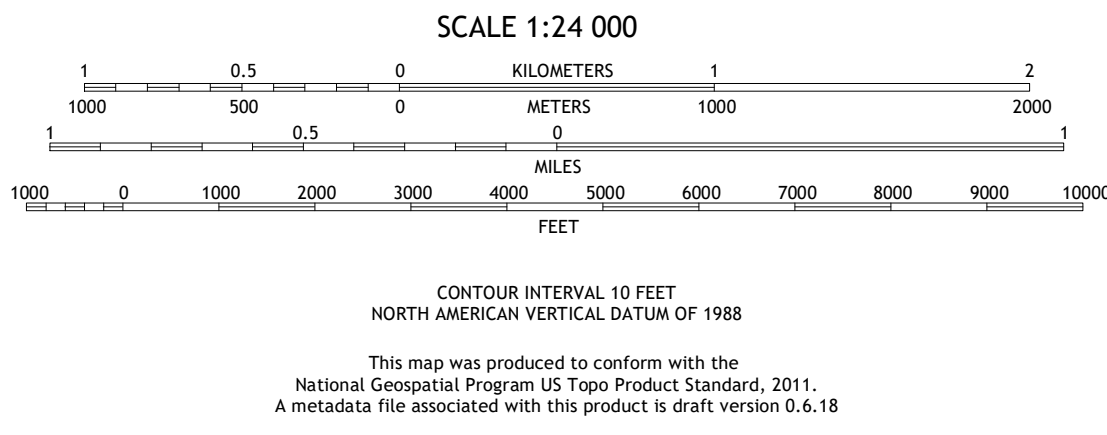 SCALE 1:24 000
1 0.5 0 KILOMETERS 1 2
1000 500 0 METERS 1000 2000
1 0.5 0 1
MILES
1000 0 1000 2000 3000 4000 5000 6000 7000 8000 9000 10000
FEET
CONTOUR INTERVAL 10 FEET
NORTH AMERICAN VERTICAL DATUM OF 1988
This map was produced to conform with the
National Geospatial Program US Topo Product Standard, 2011.
A metadata file associated with this product is draft version 0.6.18